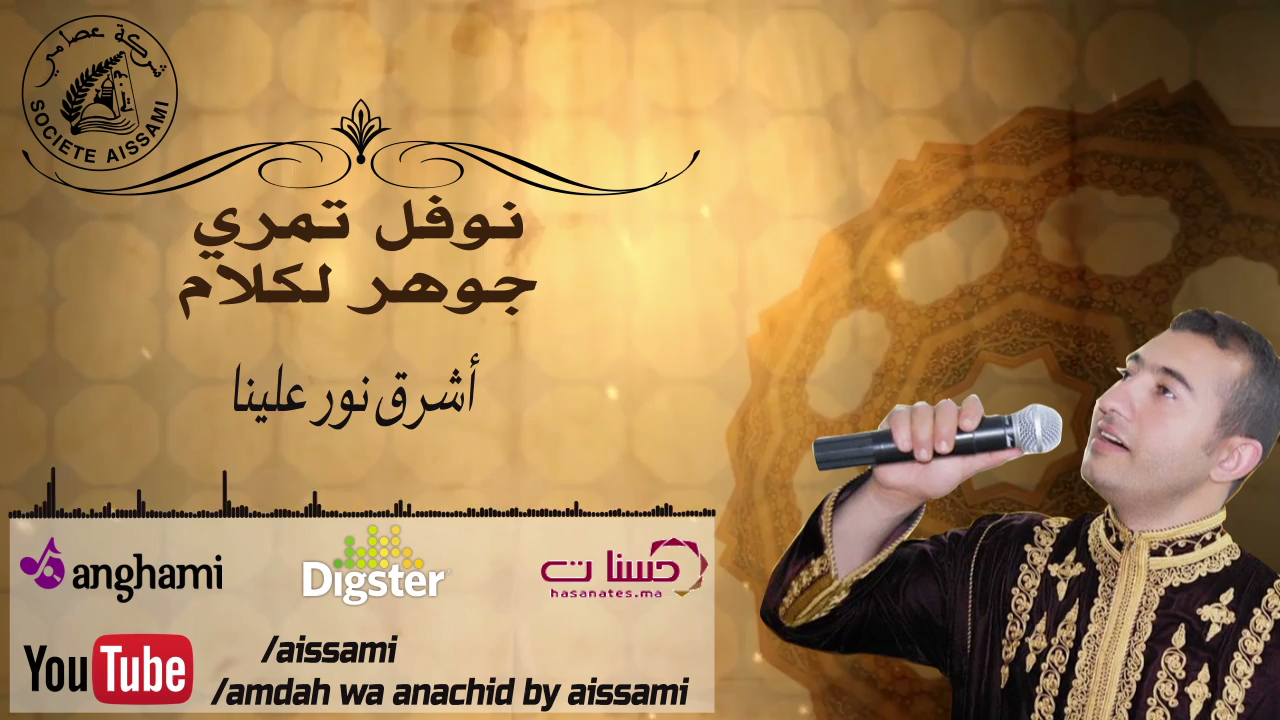 شركة عصامي
SOCIETE AISSAMI
نوفل تمري
جوهر لكلام
أشرق نور علينا
anghami
Digster
حسنات
hasanates.ma
YouTube
/aissami
/amdah wa anachid by aissami